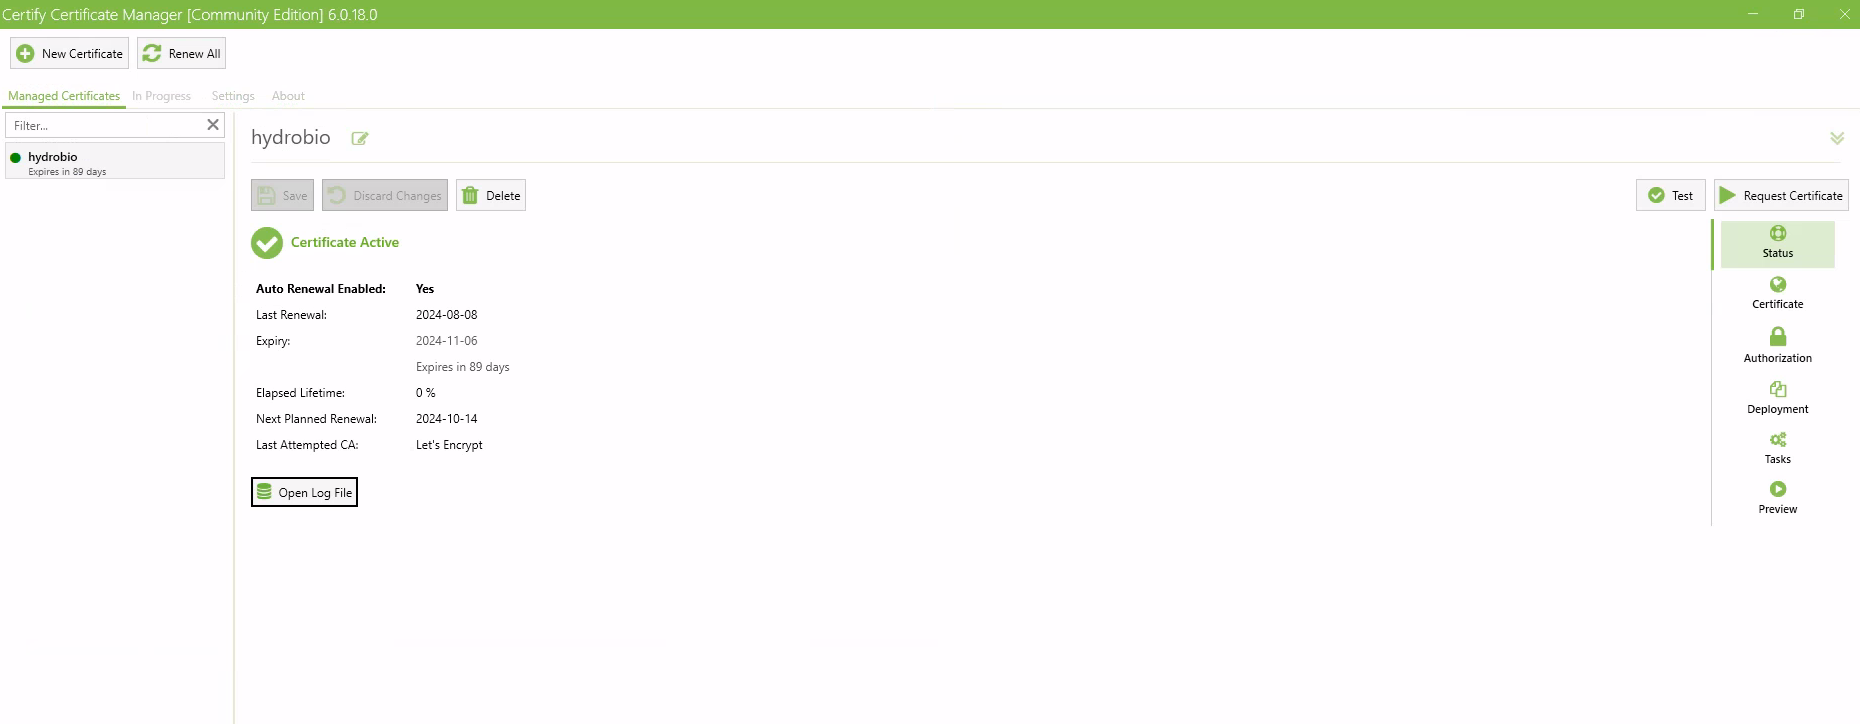 Certify Certificate Manager [Community Edition] 6.0.18.0
New Certificate
Renew All
Managed Certificates
In Progress
Settings
About
Filter...
hydrobio
Expires in 89 days
hydrobio
Save
Discard Changes
Delete
Test
Request Certificate
Certificate Active
Auto Renewal Enabled: Yes
Last Renewal: 2024-08-08
Expiry: 2024-11-06
Expires in 89 days
Elapsed Lifetime: 0 %
Next Planned Renewal: 2024-10-14
Last Attempted CA: Let's Encrypt
Open Log File
Status
Certificate
Authorization
Deployment
Tasks
Preview